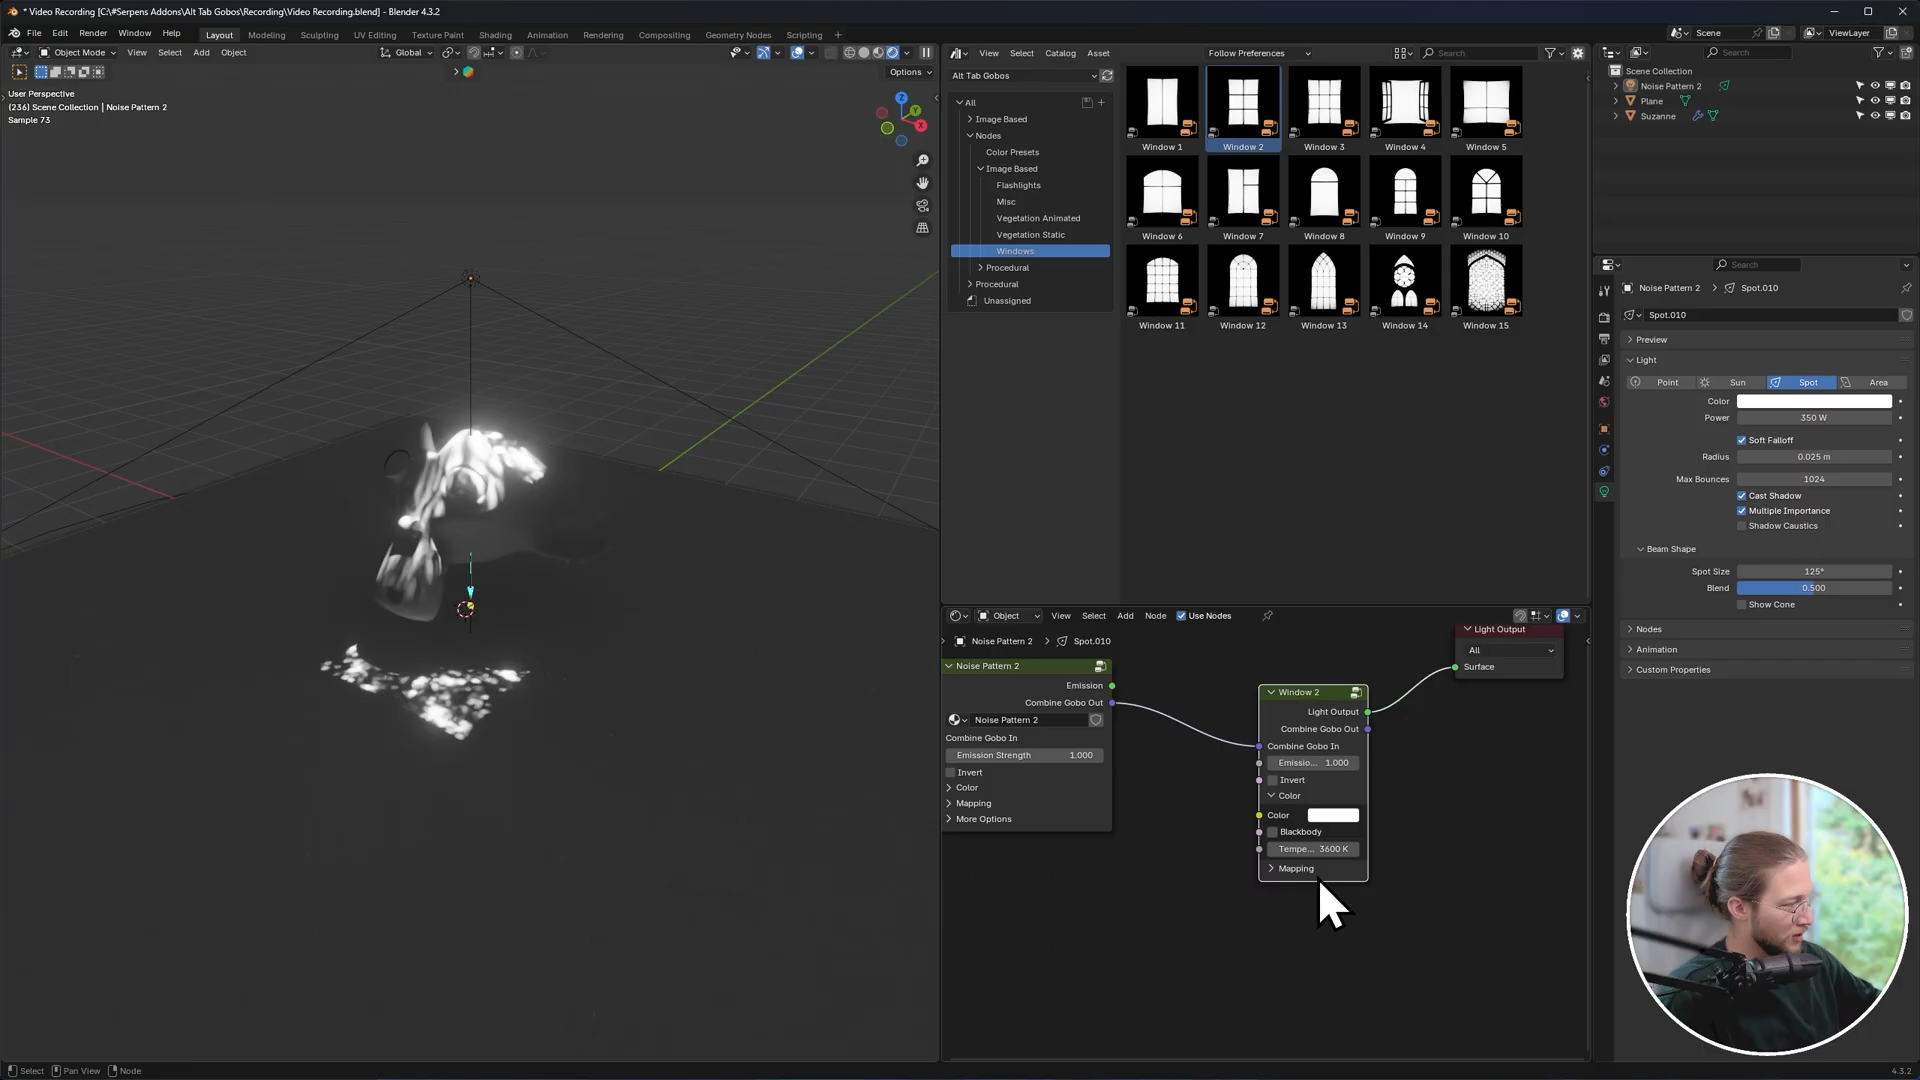 * Video Recording [C:\#Serpens Addons\Alt Tab Gobos\Recording\Video Recording.blend] - Blender 4.3.2
File Edit Render Window Help
Layout Modeling Sculpting UV Editing Texture Paint Shading Animation Rendering Compositing Geometry Nodes Scripting +
Scene
ViewLayer
Object Mode View Select Add Object
Global
Options
User Perspective
(236) Scene Collection | Noise Pattern 2
Sample 73
Z
Y
X
View Select Catalog Asset
Follow Preferences
Search
Alt Tab Gobos
All
Image Based
Nodes
Color Presets
Image Based
Flashlights
Misc
Vegetation Animated
Vegetation Static
Windows
Procedural
Procedural
Unassigned
Window 1 Window 2 Window 3 Window 4 Window 5
Window 6 Window 7 Window 8 Window 9 Window 10
Window 11 Window 12 Window 13 Window 14 Window 15
Object View Select Add Node Use Nodes
Noise Pattern 2 > Spot.010
Noise Pattern 2
Emission
Combine Gobo Out
Noise Pattern 2
Combine Gobo In
Emission Strength 1.000
Invert
Color
Mapping
More Options
Window 2
Light Output
Combine Gobo Out
Combine Gobo In
Emissio... 1.000
Invert
Color
Color
Blackbody
Tempe... 3600 K
Mapping
Light Output
All
Surface
Search
Scene Collection
Noise Pattern 2
Plane
Suzanne
Search
Noise Pattern 2 > Spot.010
Spot.010
Preview
Light
Point Sun Spot Area
Color
Power 350 W
Soft Falloff
Radius 0.025 m
Max Bounces 1024
Cast Shadow
Multiple Importance
Shadow Caustics
Beam Shape
Spot Size 125°
Blend 0.500
Show Cone
Nodes
Animation
Custom Properties
Select Pan View Node
4.3.2